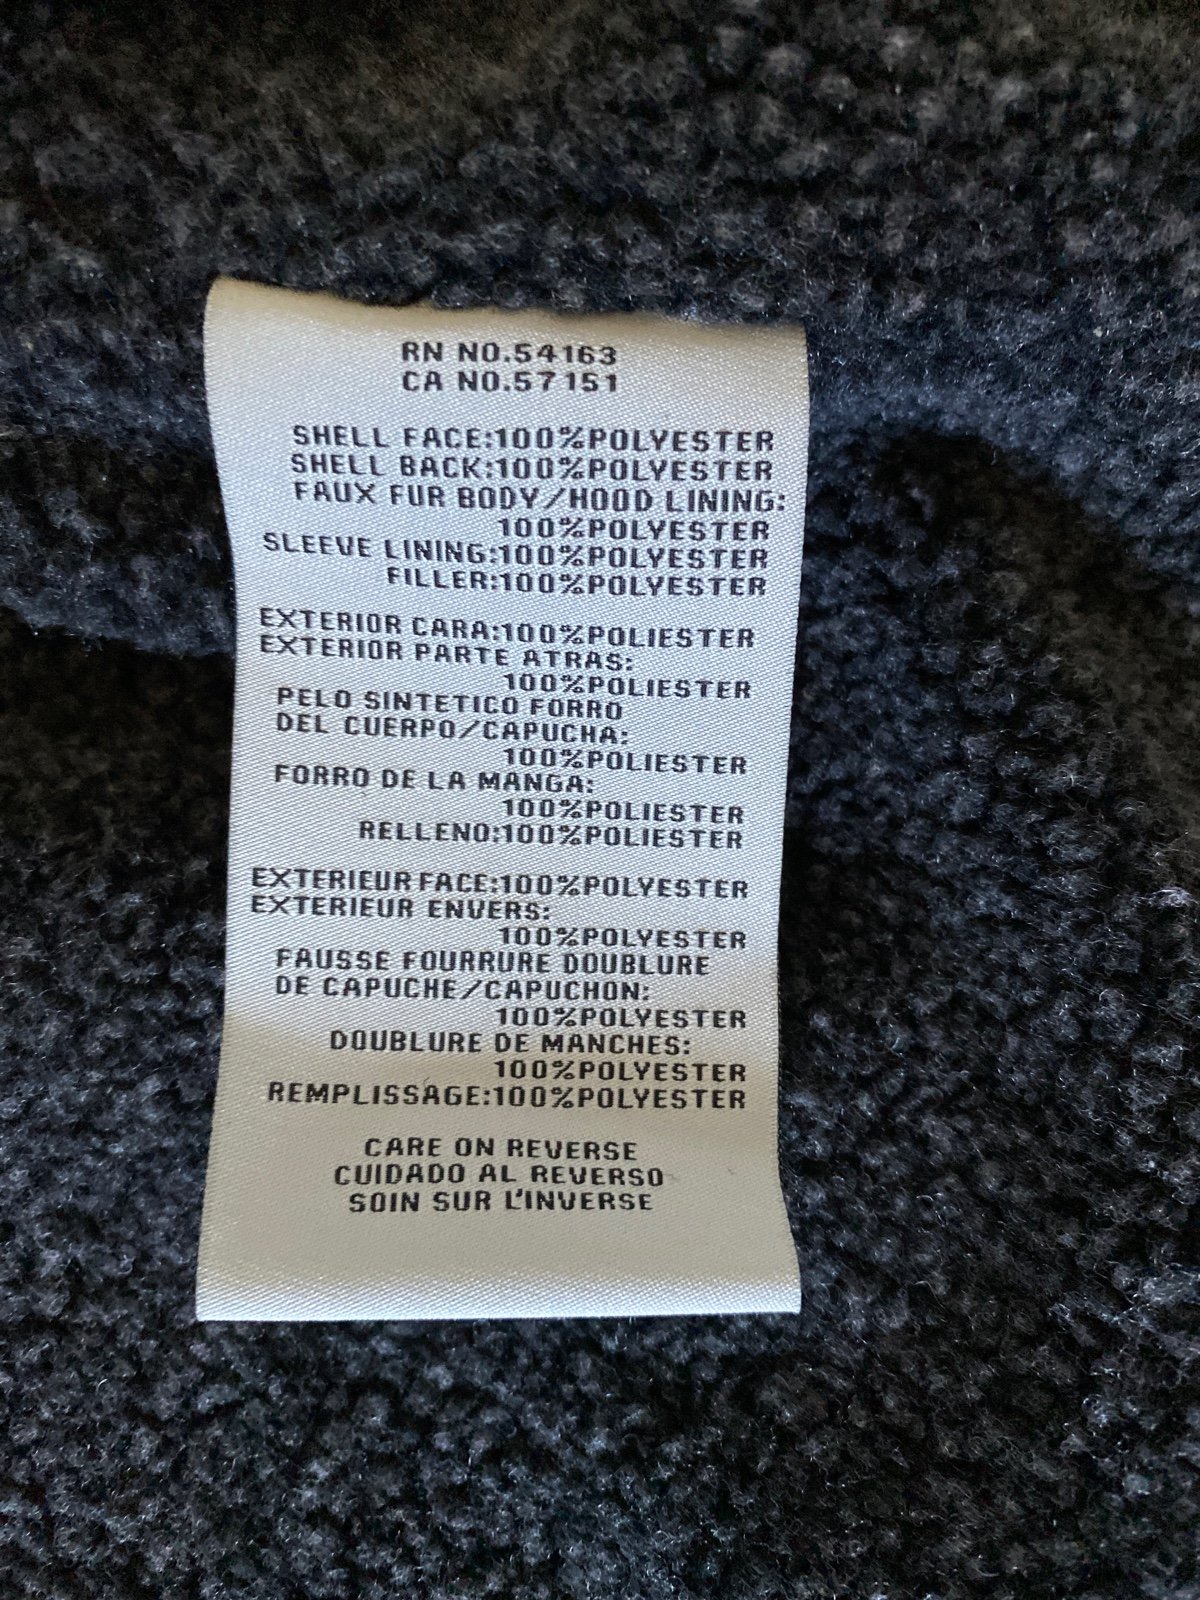 RN NO.54163
CA NO.57151
SHELL FACE:100%POLYESTER
SHELL BACK:100%POLYESTER
FAUX FUR BODY/HOOD LINING:
100%POLYESTER
SLEEVE LINING:100%POLYESTER
FILLER:100%POLYESTER
EXTERIOR CARA:100%POLIESTER
EXTERIOR PARTE ATRAS:
100%POLIESTER
PELO SINTETICO FORRO
DEL CUERPO/CAPUCHA:
100%POLIESTER
FORRO DE LA MANGA:
100%POLIESTER
RELLENO:100%POLIESTER
EXTERIEUR FACE:100%POLYESTER
EXTERIEUR ENVERS:
100%POLYESTER
FAUSSE FOURRURE DOUBLURE
DE CAPUCHE/CAPUCHON:
100%POLYESTER
DOUBLURE DE MANCHES:
100%POLYESTER
REMPLISSAGE:100%POLYESTER
CARE ON REVERSE
CUIDADO AL REVERSO
SOIN SUR L'INVERSE